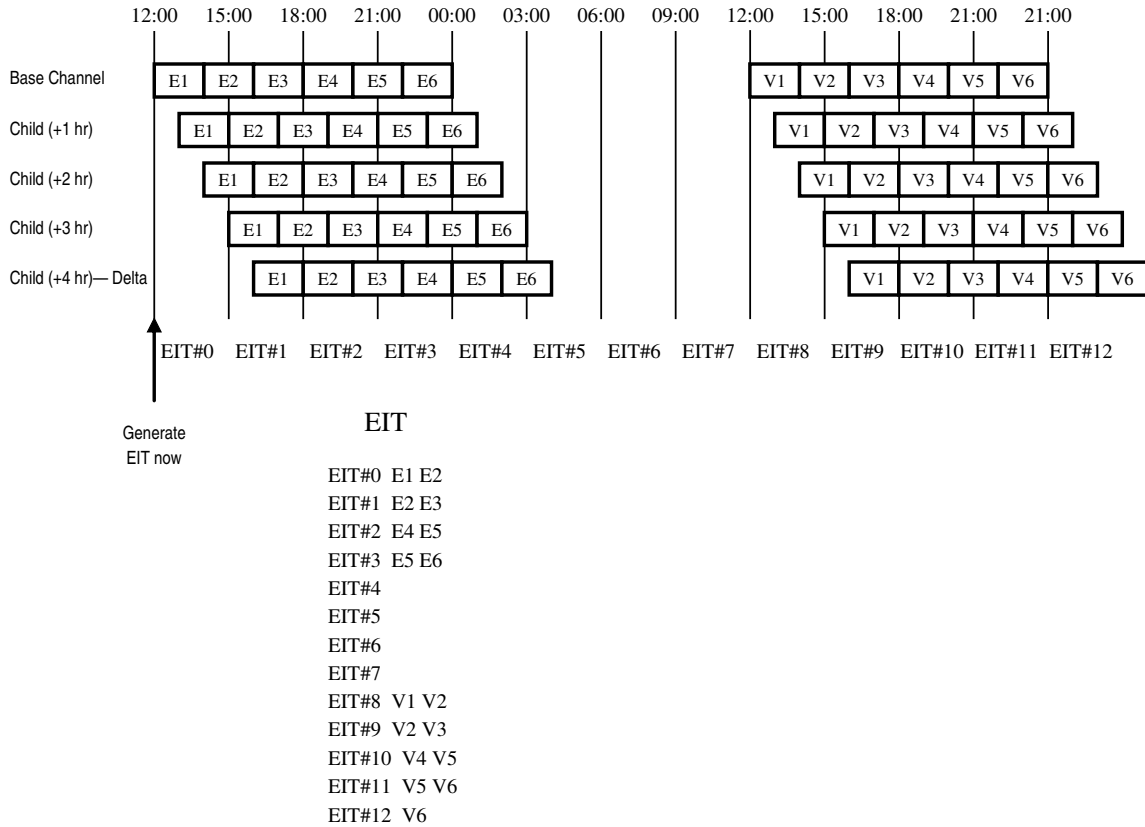 12:00 15:00 18:00 21:00 00:00 03:00 06:00 09:00 12:00 15:00 18:00 21:00 21:00
Base Channel E1 E2 E3 E4 E5 E6 V1 V2 V3 V4 V5 V6
Child (+1 hr) E1 E2 E3 E4 E5 E6 V1 V2 V3 V4 V5 V6
Child (+2 hr) E1 E2 E3 E4 E5 E6 V1 V2 V3 V4 V5 V6
Child (+3 hr) E1 E2 E3 E4 E5 E6 V1 V2 V3 V4 V5 V6
Child (+4 hr)— Delta E1 E2 E3 E4 E5 E6 V1 V2 V3 V4 V5 V6
EIT#0 EIT#1 EIT#2 EIT#3 EIT#4 EIT#5 EIT#6 EIT#7 EIT#8 EIT#9 EIT#10 EIT#11 EIT#12
Generate
EIT now
EIT
EIT#0 E1 E2
EIT#1 E2 E3
EIT#2 E4 E5
EIT#3 E5 E6
EIT#4
EIT#5
EIT#6
EIT#7
EIT#8 V1 V2
EIT#9 V2 V3
EIT#10 V4 V5
EIT#11 V5 V6
EIT#12 V6